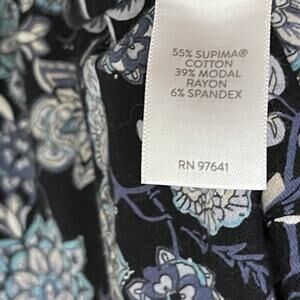 55% SUPIMA®
COTTON
39% MODAL
RAYON
6% SPANDEX
RN 97641